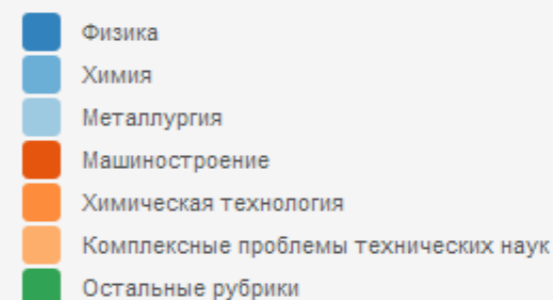 Физика
Химия
Металлургия
Машиностроение
Химическая технология
Комплексные проблемы технических наук
Остальные рубрики